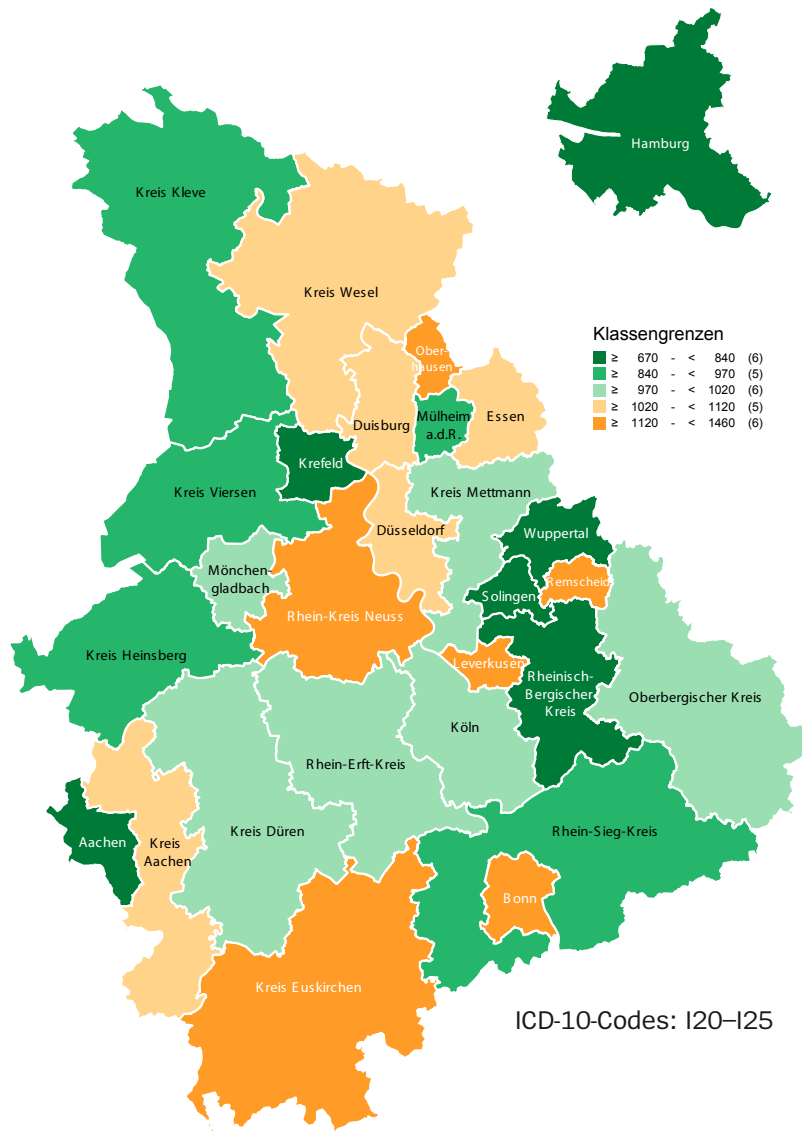 Hamburg
Kreis Kleve
Kreis Wesel
Klassengrenzen
≥ 670 - < 840 (6)
≥ 840 - < 970 (5)
≥ 970 - < 1020 (6)
≥ 1020 - < 1120 (5)
≥ 1120 - < 1460 (6)
Ober-
hausen
Duisburg
Mülheim
a.d.R.
Essen
Krefeld
Kreis Viersen
Kreis Mettmann
Düsseldorf
Wuppertal
Mönchen-
gladbach
Remscheid
Solingen
Rhein-Kreis Neuss
Kreis Heinsberg
Leverkusen
Rheinisch-
Bergischer
Kreis
Oberbergischer Kreis
Köln
Rhein-Erft-Kreis
Kreis Düren
Rhein-Sieg-Kreis
Aachen
Kreis
Aachen
Bonn
Kreis Euskirchen
ICD-10-Codes: I20–I25